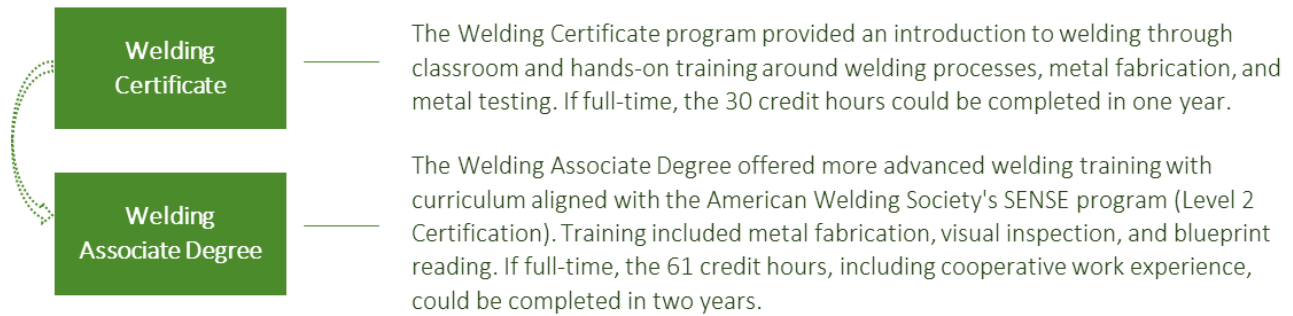 Welding
Certificate
The Welding Certificate program provided an introduction to welding through
classroom and hands-on training around welding processes, metal fabrication, and
metal testing. If full-time, the 30 credit hours could be completed in one year.
Welding
Associate Degree
The Welding Associate Degree offered more advanced welding training with
curriculum aligned with the American Welding Society's SENSE program (Level 2
Certification). Training included metal fabrication, visual inspection, and blueprint
reading. If full-time, the 61 credit hours, including cooperative work experience,
could be completed in two years.